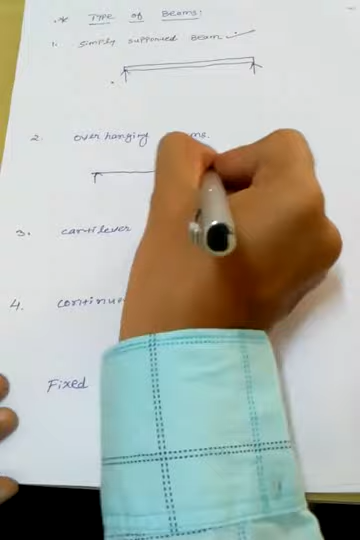 * Type of Beams:
1. Simply supported Beam ✓
2. over hanging
3. cantilever
4.
Fixed